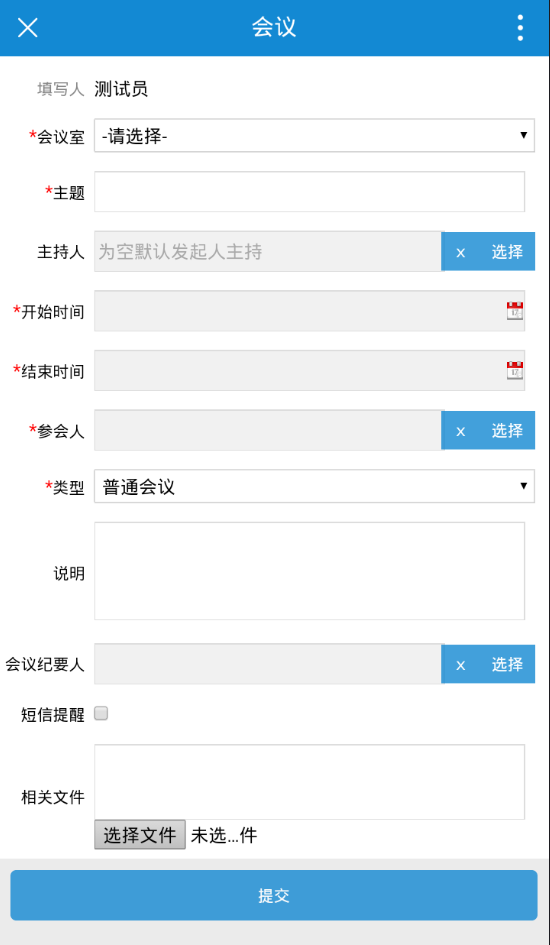 会议
填写人 测试员
*会议室 -请选择-
*主题
主持人 为空默认发起人主持 x 选择
*开始时间
*结束时间
*参会人 x 选择
*类型 普通会议
说明
会议纪要人 x 选择
短信提醒
相关文件
选择文件 未选...件
提交